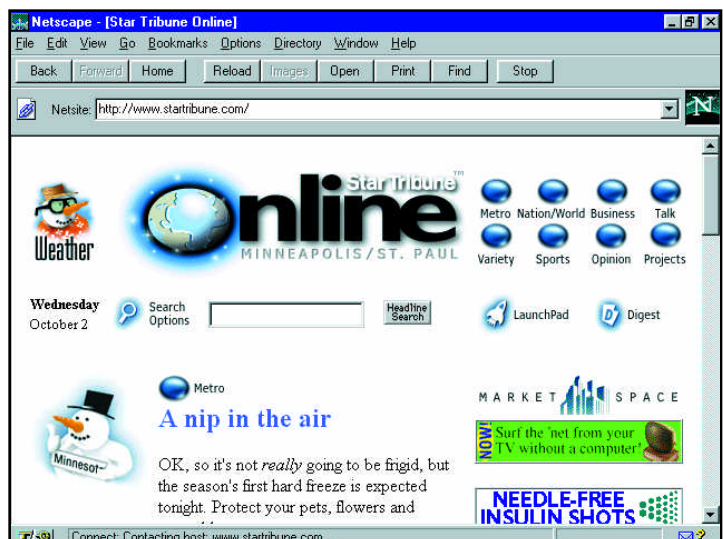 Netscape - [Star Tribune Online]
File Edit View Go Bookmarks Options Directory Window Help
Back Forward Home Reload Images Open Print Find Stop
Netsite: http://www.startribune.com/
N
Weather
Star Tribune™
Online
MINNEAPOLIS/ST. PAUL
Metro Nation/World Business Talk
Variety Sports Opinion Projects
Wednesday
October 2
Search
Options
Headline
Search
LaunchPad
D Digest
Minnesot-
Metro
A nip in the air
OK, so it's not really going to be frigid, but
the season's first hard freeze is expected
tonight. Protect your pets, flowers and
MARKET SPACE
NOW!
Surf the 'net from your
TV without a computer!
NEEDLE-FREE
INSULIN SHOTS
Connect: Contacting host: www.startribune.com